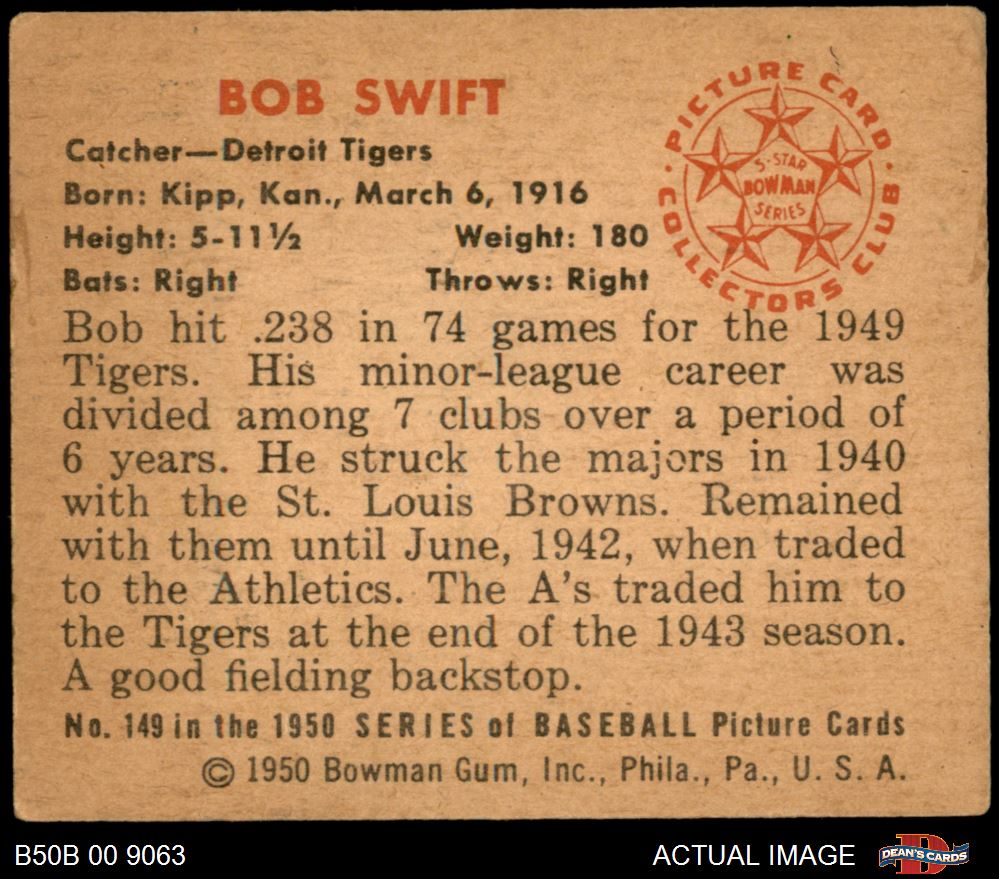 BOB SWIFT
Catcher—Detroit Tigers
Born: Kipp, Kan., March 6, 1916
Height: 5-11½ Weight: 180
Bats: Right Throws: Right
PICTURE CARD COLLECTORS CLUB
5-STAR
BOWMAN
SERIES
Bob hit .238 in 74 games for the 1949
Tigers. His minor-league career was
divided among 7 clubs over a period of
6 years. He struck the majors in 1940
with the St. Louis Browns. Remained
with them until June, 1942, when traded
to the Athletics. The A's traded him to
the Tigers at the end of the 1943 season.
A good fielding backstop.
No. 149 in the 1950 SERIES of BASEBALL Picture Cards
© 1950 Bowman Gum, Inc., Phila., Pa., U. S. A.
B50B 00 9063
ACTUAL IMAGE
DEAN'S CARDS